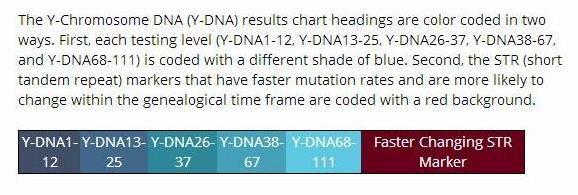 The Y-Chromosome DNA (Y-DNA) results chart headings are color coded in two
ways. First, each testing level (Y-DNA1-12, Y-DNA13-25, Y-DNA26-37, Y-DNA38-67,
and Y-DNA68-111) is coded with a different shade of blue. Second, the STR (short
tandem repeat) markers that have faster mutation rates and are more likely to
change within the genealogical time frame are coded with a red background.
Y-DNA1- Y-DNA13- Y-DNA26- Y-DNA38- Y-DNA68- Faster Changing STR
12 25 37 67 111 Marker